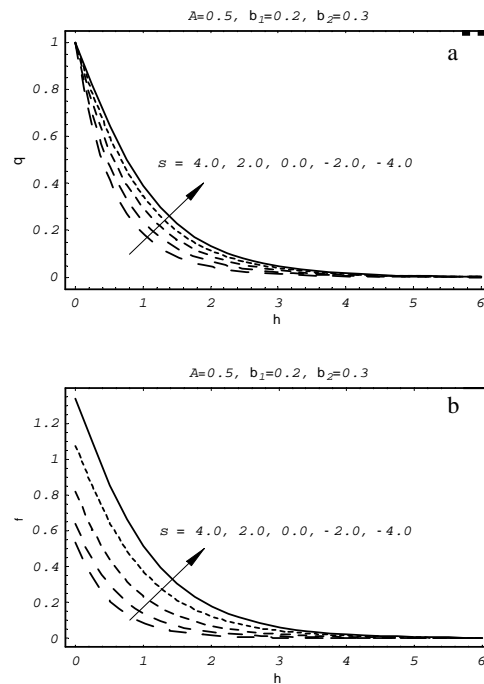 A=0.5, b1=0.2, b2=0.3
a
1
0.8
0.6
0.4
0.2
0
q
s = 4.0, 2.0, 0.0, -2.0, -4.0
0 1 2 3 4 5 6
h
A=0.5, b1=0.2, b2=0.3
b
1.2
1
0.8
0.6
0.4
0.2
0
f
s = 4.0, 2.0, 0.0, -2.0, -4.0
0 1 2 3 4 5 6
h